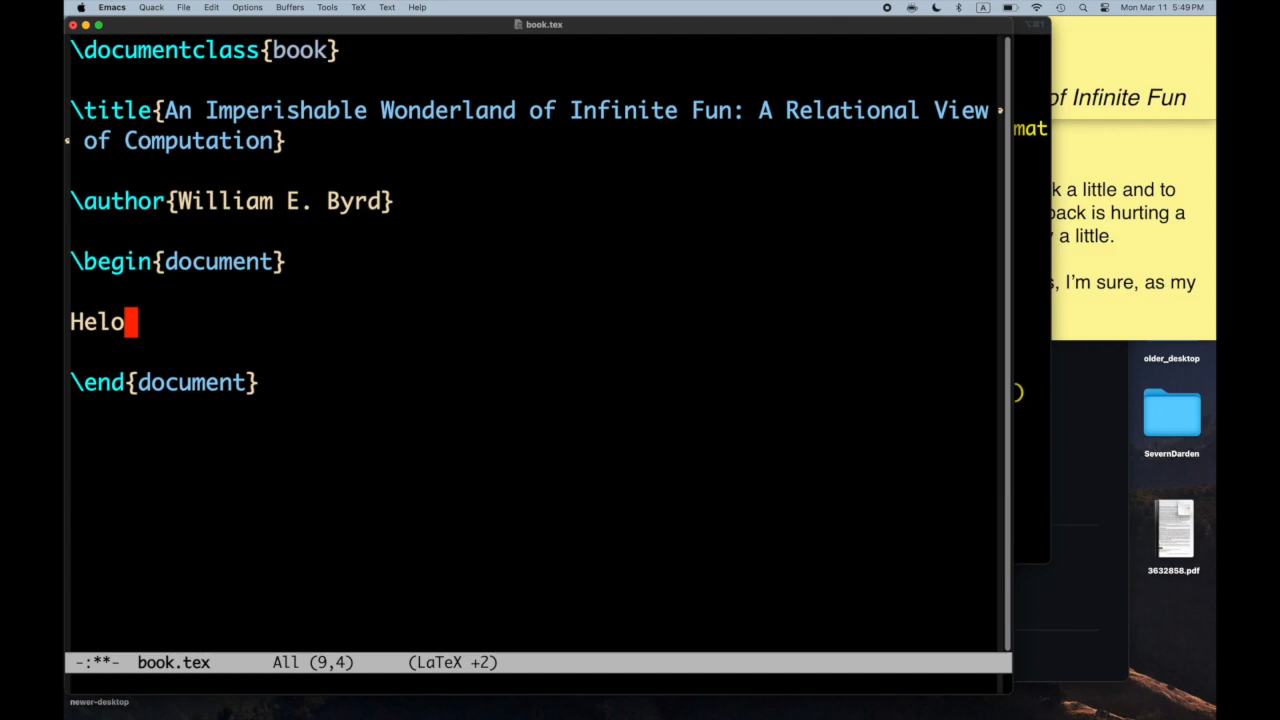 Emacs Quack File Edit Options Buffers Tools TeX Text Help A Mon Mar 11 5:49 PM
book.tex ⌥⌘1
\documentclass{book}
\title{An Imperishable Wonderland of Infinite Fun: A Relational View
of Computation}
\author{William E. Byrd}
\begin{document}
Helo
\end{document}
-:**- book.tex All (9,4) (LaTeX +2)
newer-desktop
of Infinite Fun
mat
k a little and to
back is hurting a
a little.
s, I'm sure, as my
)
older_desktop
SevernDarden
3632858.pdf